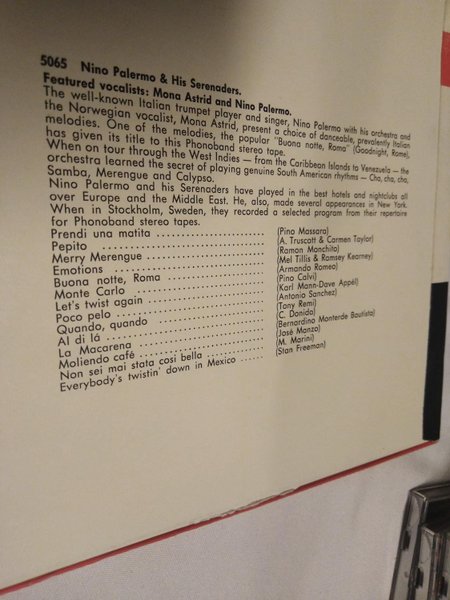 5065 Nino Palermo & His Serenaders.
Featured vocalists: Mona Astrid and Nino Palermo.
The well-known Italian trumpet player and singer, Nino Palermo with his orchestra and
the Norwegian vocalist, Mona Astrid, present a choice of danceable, prevalently Italian
melodies. One of the melodies, the popular "Buona notte, Roma" (Goodnight, Rome),
has given its title to this Phonoband stereo tape.
When on tour through the West Indies — from the Caribbean Islands to Venezuela — the
orchestra learned the secret of playing genuine South American rhythms — Cha, cha, cha,
Samba, Merengue and Calypso.
Nino Palermo and his Serenaders have played in the best hotels and nightclubs all
over Europe and the Middle East. He, also, made several appearances in New York.
When in Stockholm, Sweden, they recorded a selected program from their repertoire
for Phonoband stereo tapes.
Prendi una matita ........................ (Pino Massara)
Pepito ........................ (A. Truscott & Carmen Taylor)
Merry Merengue ........................ (Ramon Monchito)
Emotions ........................ (Mel Tillis & Ramsey Kearney)
Buona notte, Roma ........................ (Armando Romeo)
Monte Carlo ........................ (Pino Calvi)
Let's twist again ........................ (Karl Mann-Dave Appél)
Poco pelo ........................ (Antonio Sanchez)
Quando, quando ........................ (Tony Remi)
Al di lá ........................ (C. Donida)
La Macarena ........................ (Bernardino Monterde Bautista)
Moliendo café ........................ (José Manzo)
Non sei mai stata cosi bella ............ (M. Marini)
Everybody's twistin' down in Mexico ...... (Stan Freeman)